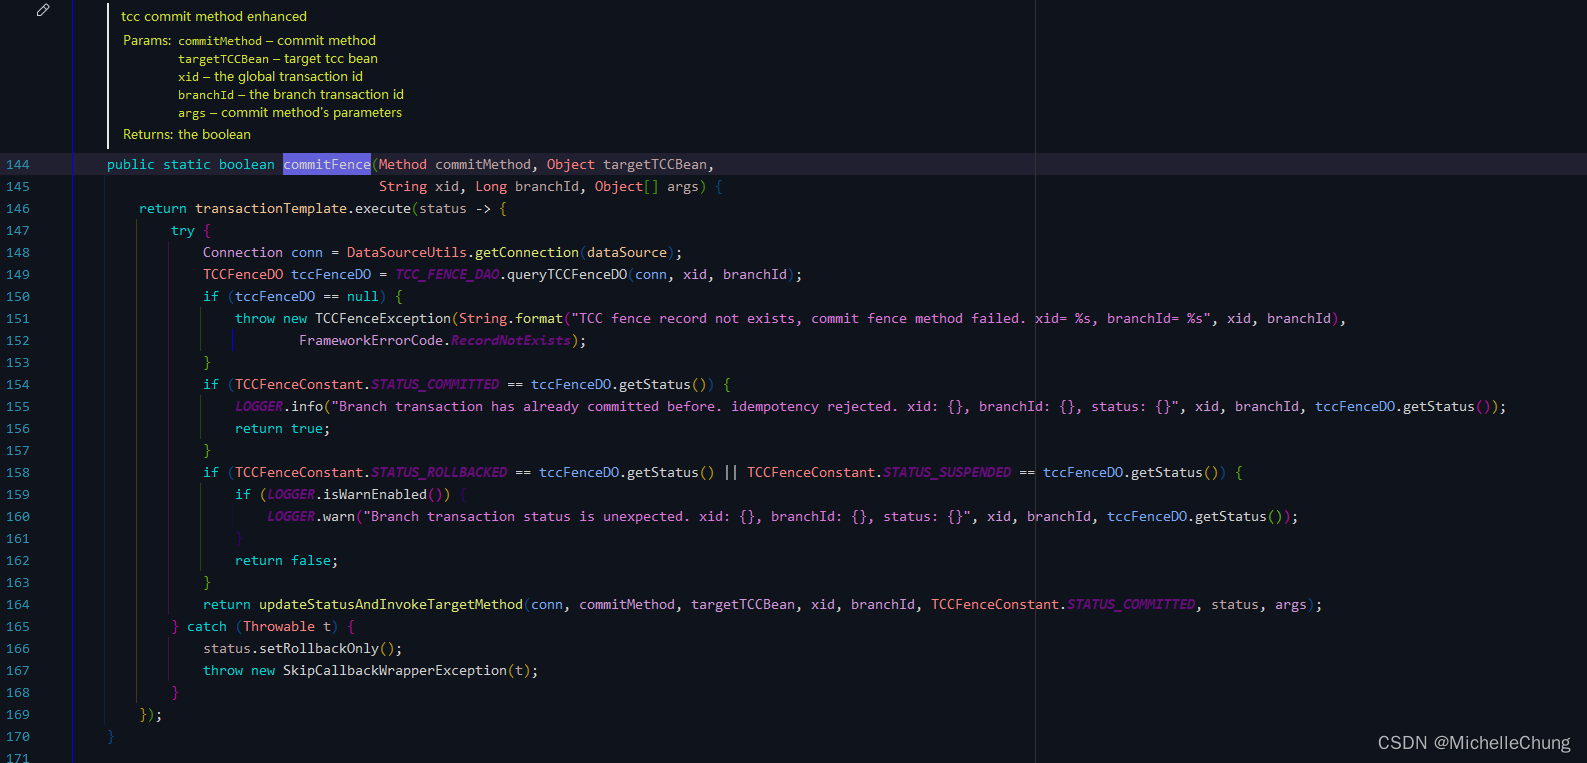 tcc commit method enhanced
Params: commitMethod – commit method
targetTCCBean – target tcc bean
xid – the global transaction id
branchId – the branch transaction id
args – commit method's parameters
Returns: the boolean
144 public static boolean commitFence(Method commitMethod, Object targetTCCBean,
145 String xid, Long branchId, Object[] args) {
146 return transactionTemplate.execute(status -> {
147 try {
148 Connection conn = DataSourceUtils.getConnection(dataSource);
149 TCCFenceDO tccFenceDO = TCC_FENCE_DAO.queryTCCFenceDO(conn, xid, branchId);
150 if (tccFenceDO == null) {
151 throw new TCCFenceException(String.format("TCC fence record not exists, commit fence method failed. xid= %s, branchId= %s", xid, branchId),
152 FrameworkErrorCode.RecordNotExists);
153 }
154 if (TCCFenceConstant.STATUS_COMMITTED == tccFenceDO.getStatus()) {
155 LOGGER.info("Branch transaction has already committed before. idempotency rejected. xid: {}, branchId: {}, status: {}", xid, branchId, tccFenceDO.getStatus());
156 return true;
157 }
158 if (TCCFenceConstant.STATUS_ROLLBACKED == tccFenceDO.getStatus() || TCCFenceConstant.STATUS_SUSPENDED == tccFenceDO.getStatus()) {
159 if (LOGGER.isWarnEnabled()) {
160 LOGGER.warn("Branch transaction status is unexpected. xid: {}, branchId: {}, status: {}", xid, branchId, tccFenceDO.getStatus());
161 }
162 return false;
163 }
164 return updateStatusAndInvokeTargetMethod(conn, commitMethod, targetTCCBean, xid, branchId, TCCFenceConstant.STATUS_COMMITTED, status, args);
165 } catch (Throwable t) {
166 status.setRollbackOnly();
167 throw new SkipCallbackWrapperException(t);
168 }
169 });
170 }
171
CSDN @MichelleChung